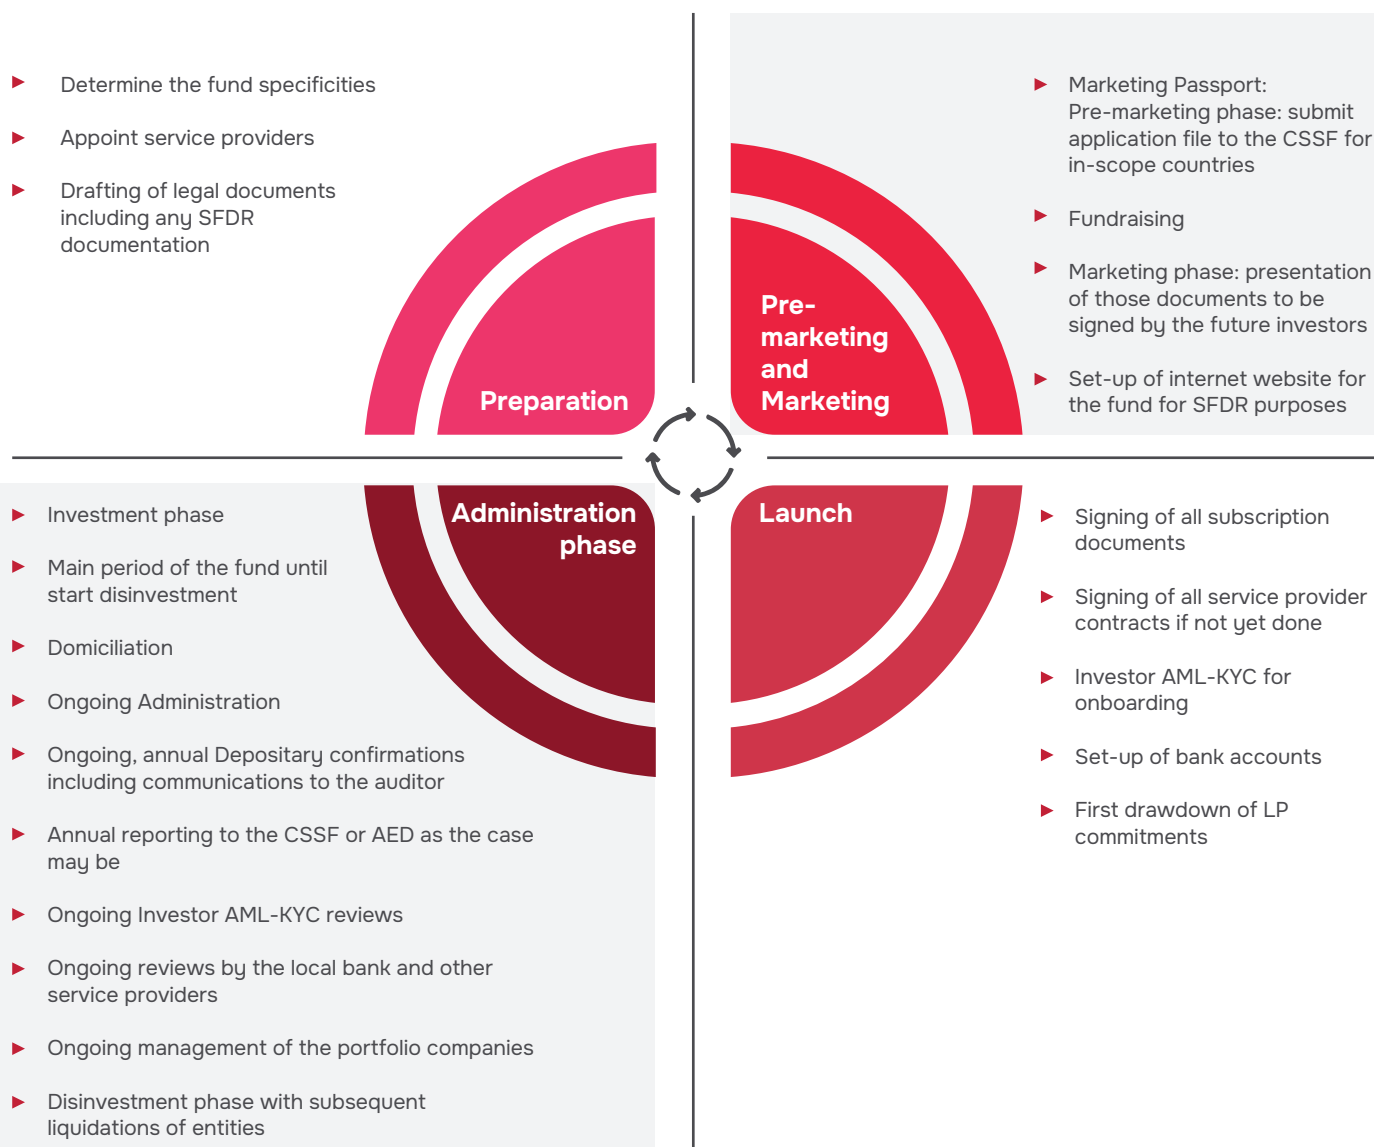 Determine the fund specificities
Appoint service providers
Drafting of legal documents
including any SFDR
documentation
Preparation
Marketing Passport:
Pre-marketing phase: submit
application file to the CSSF for
in-scope countries
Fundraising
Marketing phase: presentation
of those documents to be
signed by the future investors
Set-up of internet website for
the fund for SFDR purposes
Pre-
marketing
and
Marketing
Administration
phase
Investment phase
Main period of the fund until
start disinvestment
Domiciliation
Ongoing Administration
Ongoing, annual Depositary confirmations
including communications to the auditor
Annual reporting to the CSSF or AED as the case
may be
Ongoing Investor AML-KYC reviews
Ongoing reviews by the local bank and other
service providers
Ongoing management of the portfolio companies
Disinvestment phase with subsequent
liquidations of entities
Launch
Signing of all subscription
documents
Signing of all service provider
contracts if not yet done
Investor AML-KYC for
onboarding
Set-up of bank accounts
First drawdown of LP
commitments